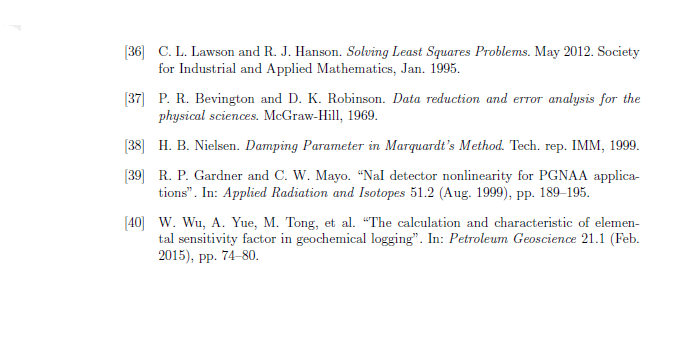 [36] C. L. Lawson and R. J. Hanson. Solving Least Squares Problems. May 2012. Society
for Industrial and Applied Mathematics, Jan. 1995.
[37] P. R. Bevington and D. K. Robinson. Data reduction and error analysis for the
physical sciences. McGraw-Hill, 1969.
[38] H. B. Nielsen. Damping Parameter in Marquardt's Method. Tech. rep. IMM, 1999.
[39] R. P. Gardner and C. W. Mayo. “NaI detector nonlinearity for PGNAA applica-
tions”. In: Applied Radiation and Isotopes 51.2 (Aug. 1999), pp. 189–195.
[40] W. Wu, A. Yue, M. Tong, et al. “The calculation and characteristic of elemen-
tal sensitivity factor in geochemical logging”. In: Petroleum Geoscience 21.1 (Feb.
2015), pp. 74–80.